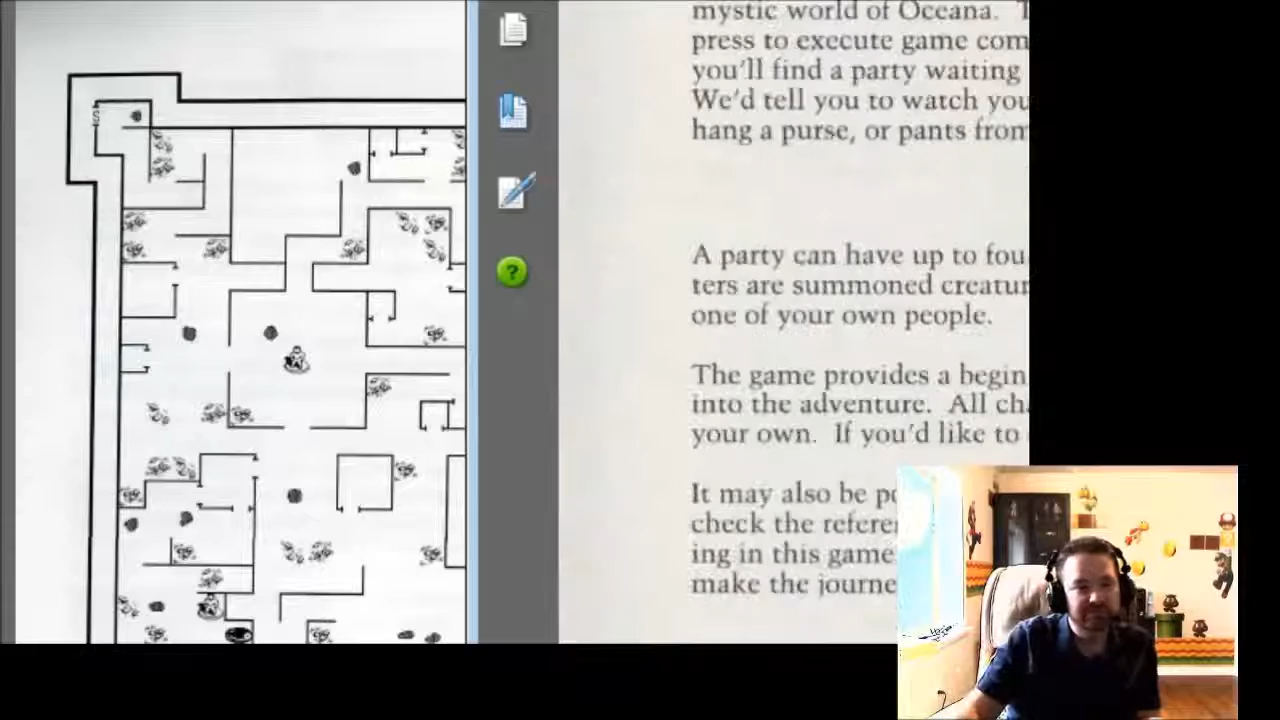 S
?
mystic world of Oceana.
press to execute game com
you'll find a party waiting
We'd tell you to watch you
hang a purse, or pants from
A party can have up to fou
ters are summoned creatur
one of your own people.
The game provides a begin
into the adventure. All cha
your own. If you'd like to
It may also be po
check the referen
ing in this game
make the journe